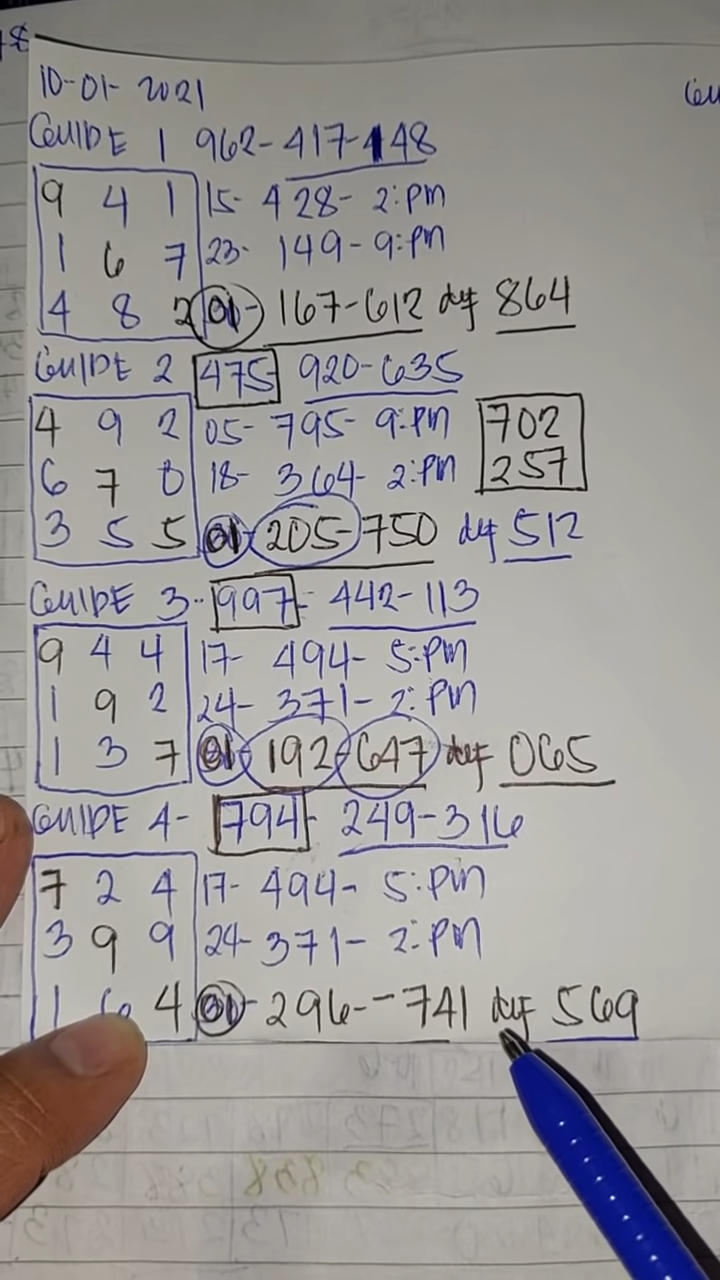 10-01-2021
GUIDE 1 962-417-148
9 4 1 15- 428- 2:PM
1 6 7 23- 149- 9:PM
4 8 2 01- 167-612 def 864
GUIDE 2 475 920-635
4 9 2 05- 795- 9:PM 702
6 7 0 18- 364- 2:PM 257
3 5 5 01- 205-750 def 512
GUIDE 3- 997- 442-113
9 4 4 17- 494- 5:PM
1 9 2 24- 371- 2:PM
1 3 7 01- 192-647 def 065
GUIDE 4- 794- 249-316
7 2 4 17- 494- 5:PM
3 9 9 24- 371- 2:PM
1 6 4 01- 296--741 def 569